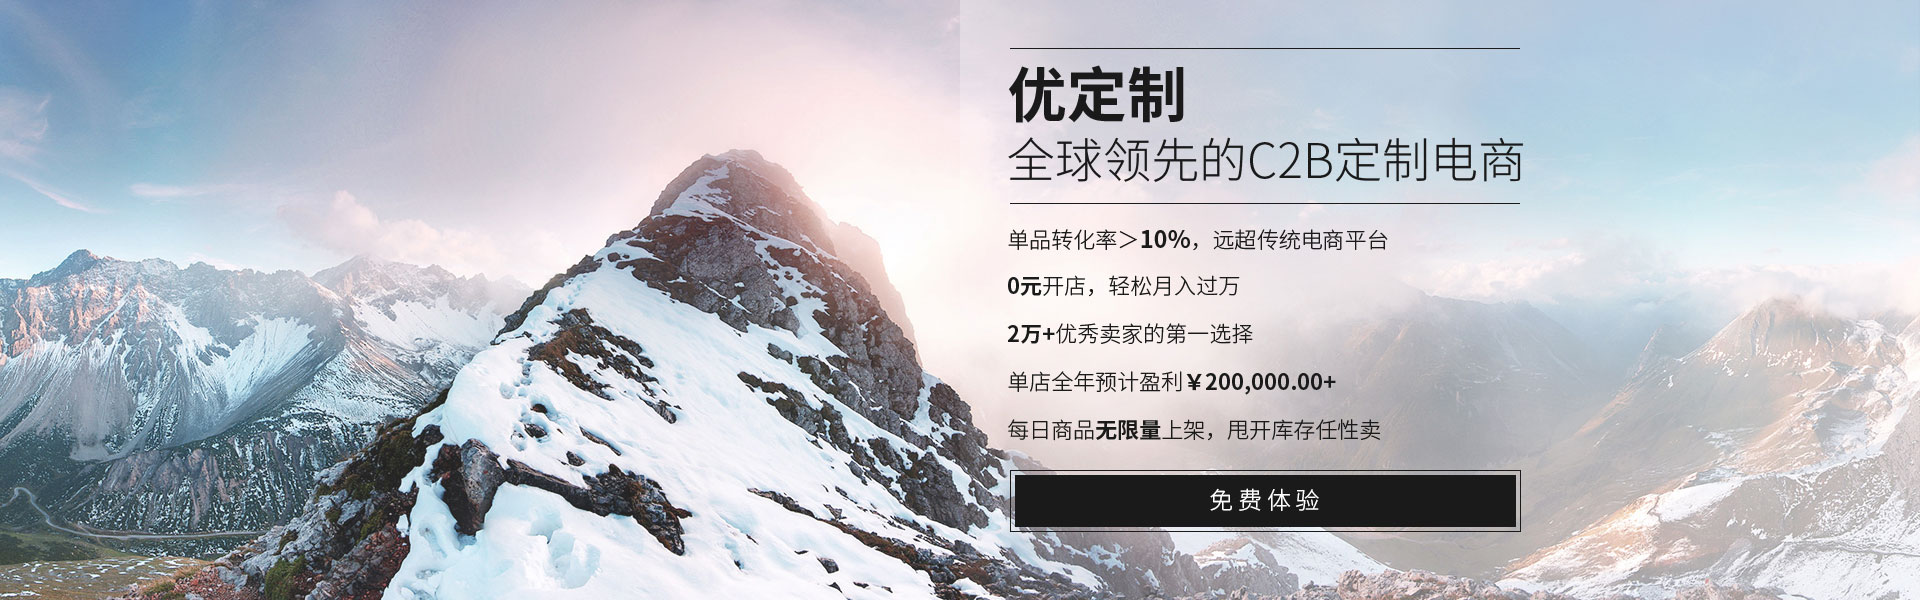 优定制
全球领先的C2B定制电商
单品转化率＞10%，远超传统电商平台
0元开店，轻松月入过万
2万+优秀卖家的第一选择
单店全年预计盈利￥200,000.00+
每日商品无限量上架，甩开库存任性卖
免费体验